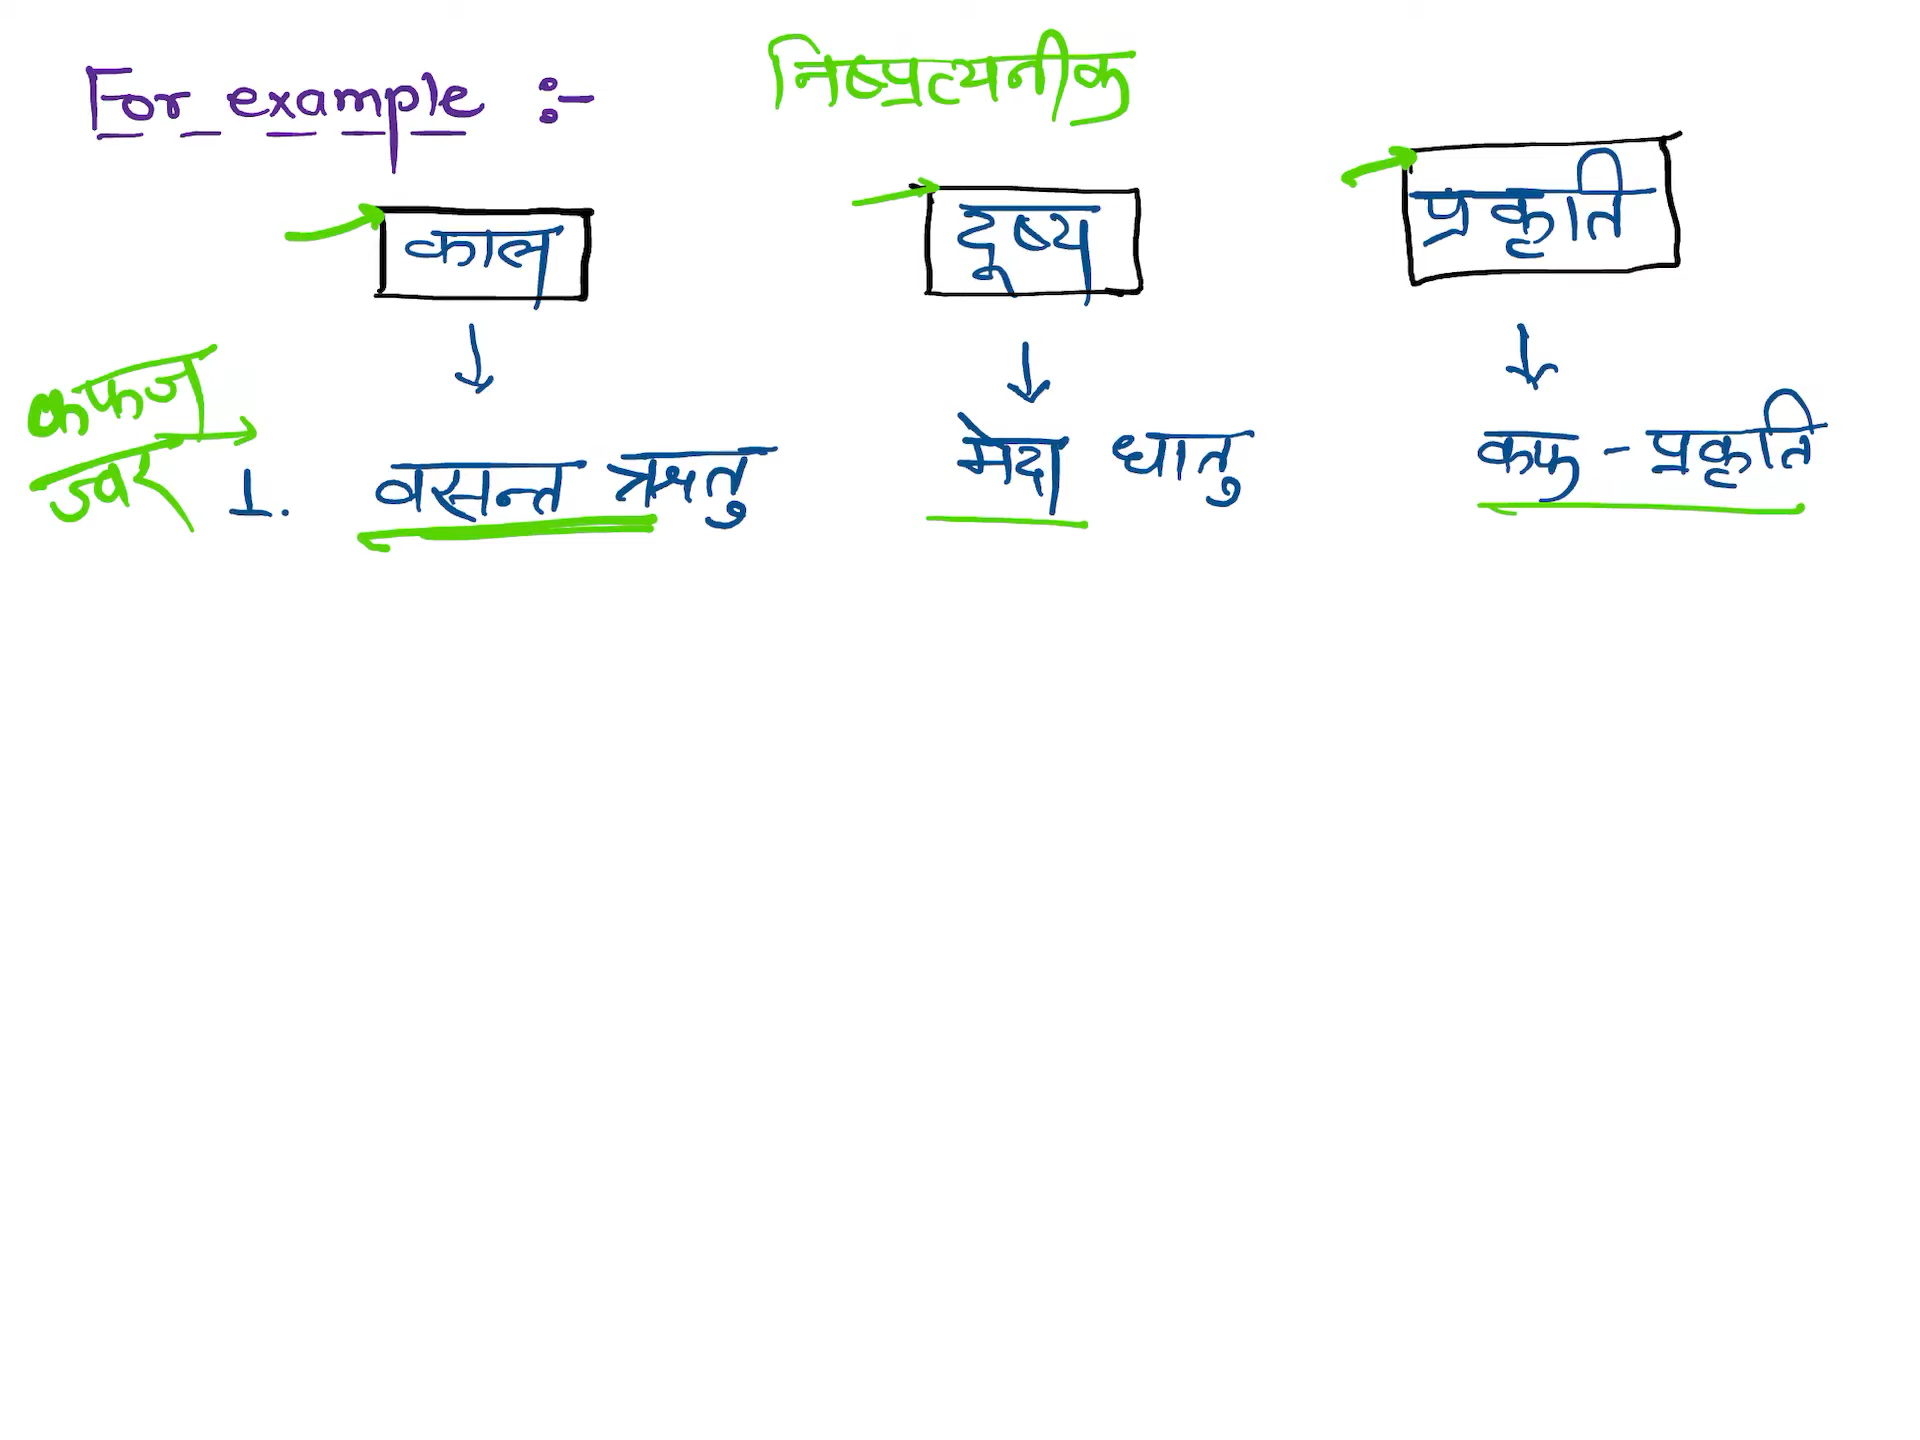 For example :- निष्प्रत्यनीक
काल दूष्य प्रकृति
कफज
ज्वर
1. वसन्त ऋतु मेदा धातु कफ - प्रकृति